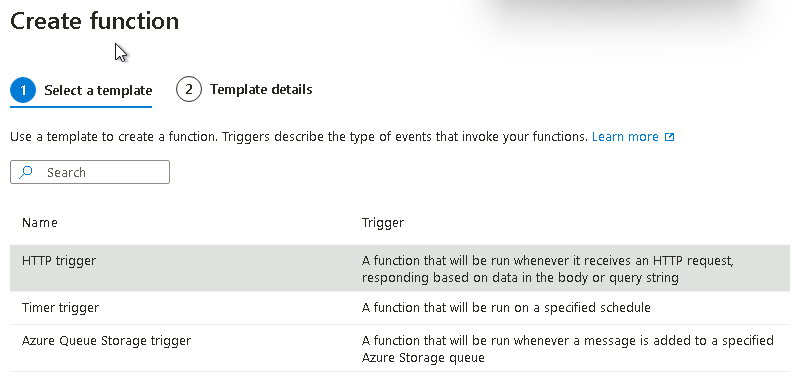 Create function
1 Select a template 2 Template details
Use a template to create a function. Triggers describe the type of events that invoke your functions. Learn more
Search
Name Trigger
HTTP trigger A function that will be run whenever it receives an HTTP request,
responding based on data in the body or query string
Timer trigger A function that will be run on a specified schedule
Azure Queue Storage trigger A function that will be run whenever a message is added to a specified
Azure Storage queue